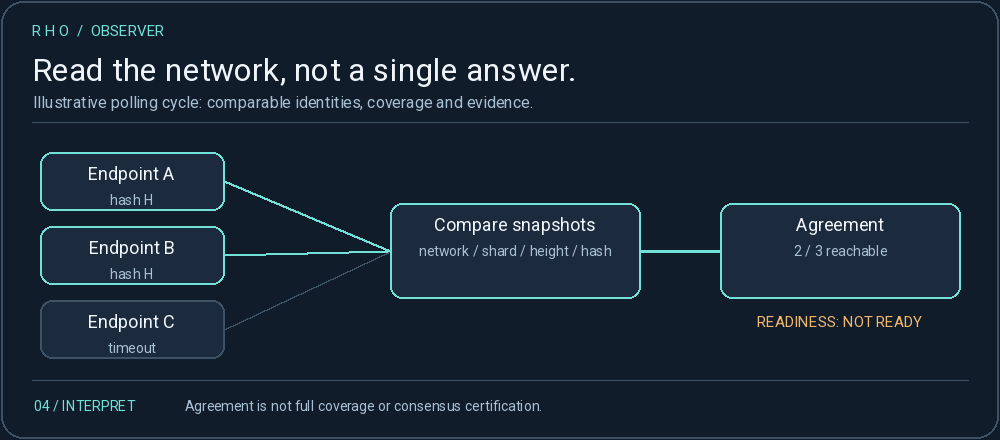 RHO / OBSERVER
Read the network, not a single answer.
Illustrative polling cycle: comparable identities, coverage and evidence.
Endpoint A
hash H
Endpoint B
hash H
Endpoint C
timeout
Compare snapshots
network / shard / height / hash
Agreement
2 / 3 reachable
READINESS: NOT READY
04 / INTERPRET
Agreement is not full coverage or consensus certification.